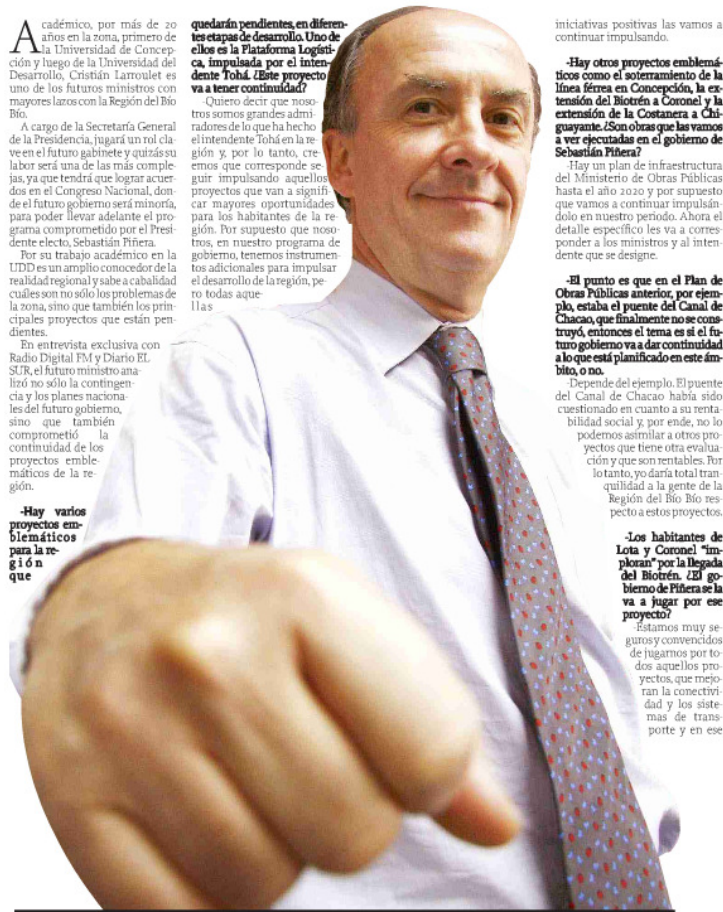 Académico, por más de 20
años en la zona, primero de
la Universidad de Concep-
ción y luego de la Universidad del
Desarrollo, Cristián Larroulet es
uno de los futuros ministros con
mayores lazos con la Región del Bío
Bío.
A cargo de la Secretaría General
de la Presidencia, jugará un rol cla-
ve en el futuro gabinete y quizás su
labor será una de las más comple-
jas, ya que tendrá que lograr acuer-
dos en el Congreso Nacional, don-
de el futuro gobierno será minoría,
para poder llevar adelante el pro-
grama comprometido por el Presi-
dente electo, Sebastián Piñera.
Por su trabajo académico en la
UDD es un amplio conocedor de la
realidad regional y sabe a cabalidad
cuáles son no sólo los problemas de
la zona, sino que también los prin-
cipales proyectos que están pen-
dientes.
En entrevista exclusiva con
Radio Digital FM y Diario EL
SUR, el futuro ministro ana-
lizó no sólo la contingen-
cia y los planes naciona-
les del futuro gobierno,
sino que también
comprometió la
continuidad de los
proyectos emble-
máticos de la re-
gión.
-Hay varios
proyectos em-
blemáticos
para la re-
gión
que
quedarán pendientes, en diferen-
tes etapas de desarrollo. Uno de
ellos es la Plataforma Logísti-
ca, impulsada por el inten-
dente Tohá. ¿Este proyecto
va a tener continuidad?
-Quiero decir que noso-
tros somos grandes admi-
radores de lo que ha hecho
el intendente Tohá en la re-
gión y, por lo tanto, cre-
emos que corresponde se-
guir impulsando aquellos
proyectos que van a signifi-
car mayores oportunidades
para los habitantes de la re-
gión. Por supuesto que noso-
tros, en nuestro programa de
gobierno, tenemos instrumen-
tos adicionales para impulsar
el desarrollo de la región, pe-
ro todas aque-
llas
iniciativas positivas las vamos a
continuar impulsando.
-Hay otros proyectos emblemá-
ticos como el soterramiento de la
línea férrea en Concepción, la ex-
tensión del Biotrén a Coronel y la
extensión de la Costanera a Chi-
guayante. ¿Son obras que las vamos
a ver ejecutadas en el gobierno de
Sebastián Piñera?
-Hay un plan de infraestructura
del Ministerio de Obras Públicas
hasta el año 2020 y por supuesto
que vamos a continuar impulsán-
dolo en nuestro periodo. Ahora el
detalle específico les va a corres-
ponder a los ministros y al inten-
dente que se designe.
-El punto es que en el Plan de
Obras Públicas anterior, por ejem-
plo, estaba el puente del Canal de
Chacao, que finalmente no se cons-
truyó, entonces el tema es si el fu-
turo gobierno va a dar continuidad
a lo que está planificado en este ám-
bito, o no.
-Depende del ejemplo. El puente
del Canal de Chacao había sido
cuestionado en cuanto a su renta-
bilidad social y, por ende, no lo
podemos asimilar a otros pro-
yectos que tiene otra evalua-
ción y que son rentables. Por
lo tanto, yo daría total tran-
quilidad a la gente de la
Región del Bío Bío res-
pecto a estos proyectos.
-Los habitantes de
Lota y Coronel "im-
ploran" por la llegada
del Biotrén. ¿El go-
bierno de Piñera se la
va a jugar por ese
proyecto?
-Estamos muy se-
guros y convencidos
de jugarnos por to-
dos aquellos pro-
yectos, que mejo-
ran la conectivi-
dad y los siste-
mas de trans-
porte y en ese